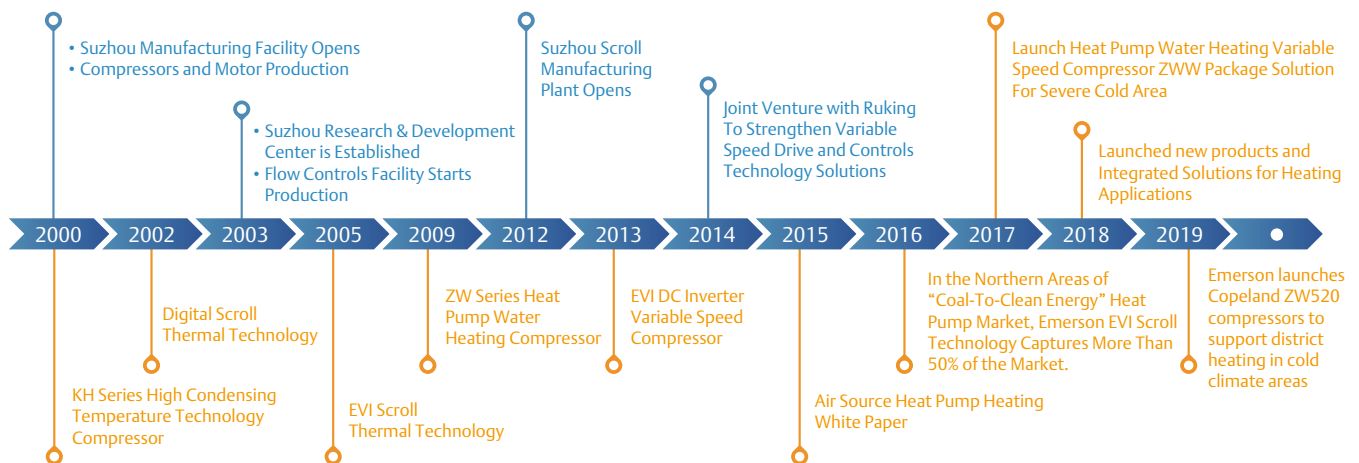 • Suzhou Manufacturing Facility Opens
• Compressors and Motor Production
• Suzhou Research & Development
Center is Established
• Flow Controls Facility Starts
Production
Suzhou Scroll
Manufacturing
Plant Opens
Joint Venture with Ruking
To Strengthen Variable
Speed Drive and Controls
Technology Solutions
Launch Heat Pump Water Heating Variable
Speed Compressor ZWW Package Solution
For Severe Cold Area
Launched new products and
Integrated Solutions for Heating
Applications
2000 2002 2003 2005 2009 2012 2013 2014 2015 2016 2017 2018 2019
KH Series High Condensing
Temperature Technology
Compressor
Digital Scroll
Thermal Technology
EVI Scroll
Thermal Technology
ZW Series Heat
Pump Water
Heating Compressor
EVI DC Inverter
Variable Speed
Compressor
Air Source Heat Pump Heating
White Paper
In the Northern Areas of
“Coal-To-Clean Energy” Heat
Pump Market, Emerson EVI Scroll
Technology Captures More Than
50% of the Market.
Emerson launches
Copeland ZW520
compressors to
support district
heating in cold
climate areas